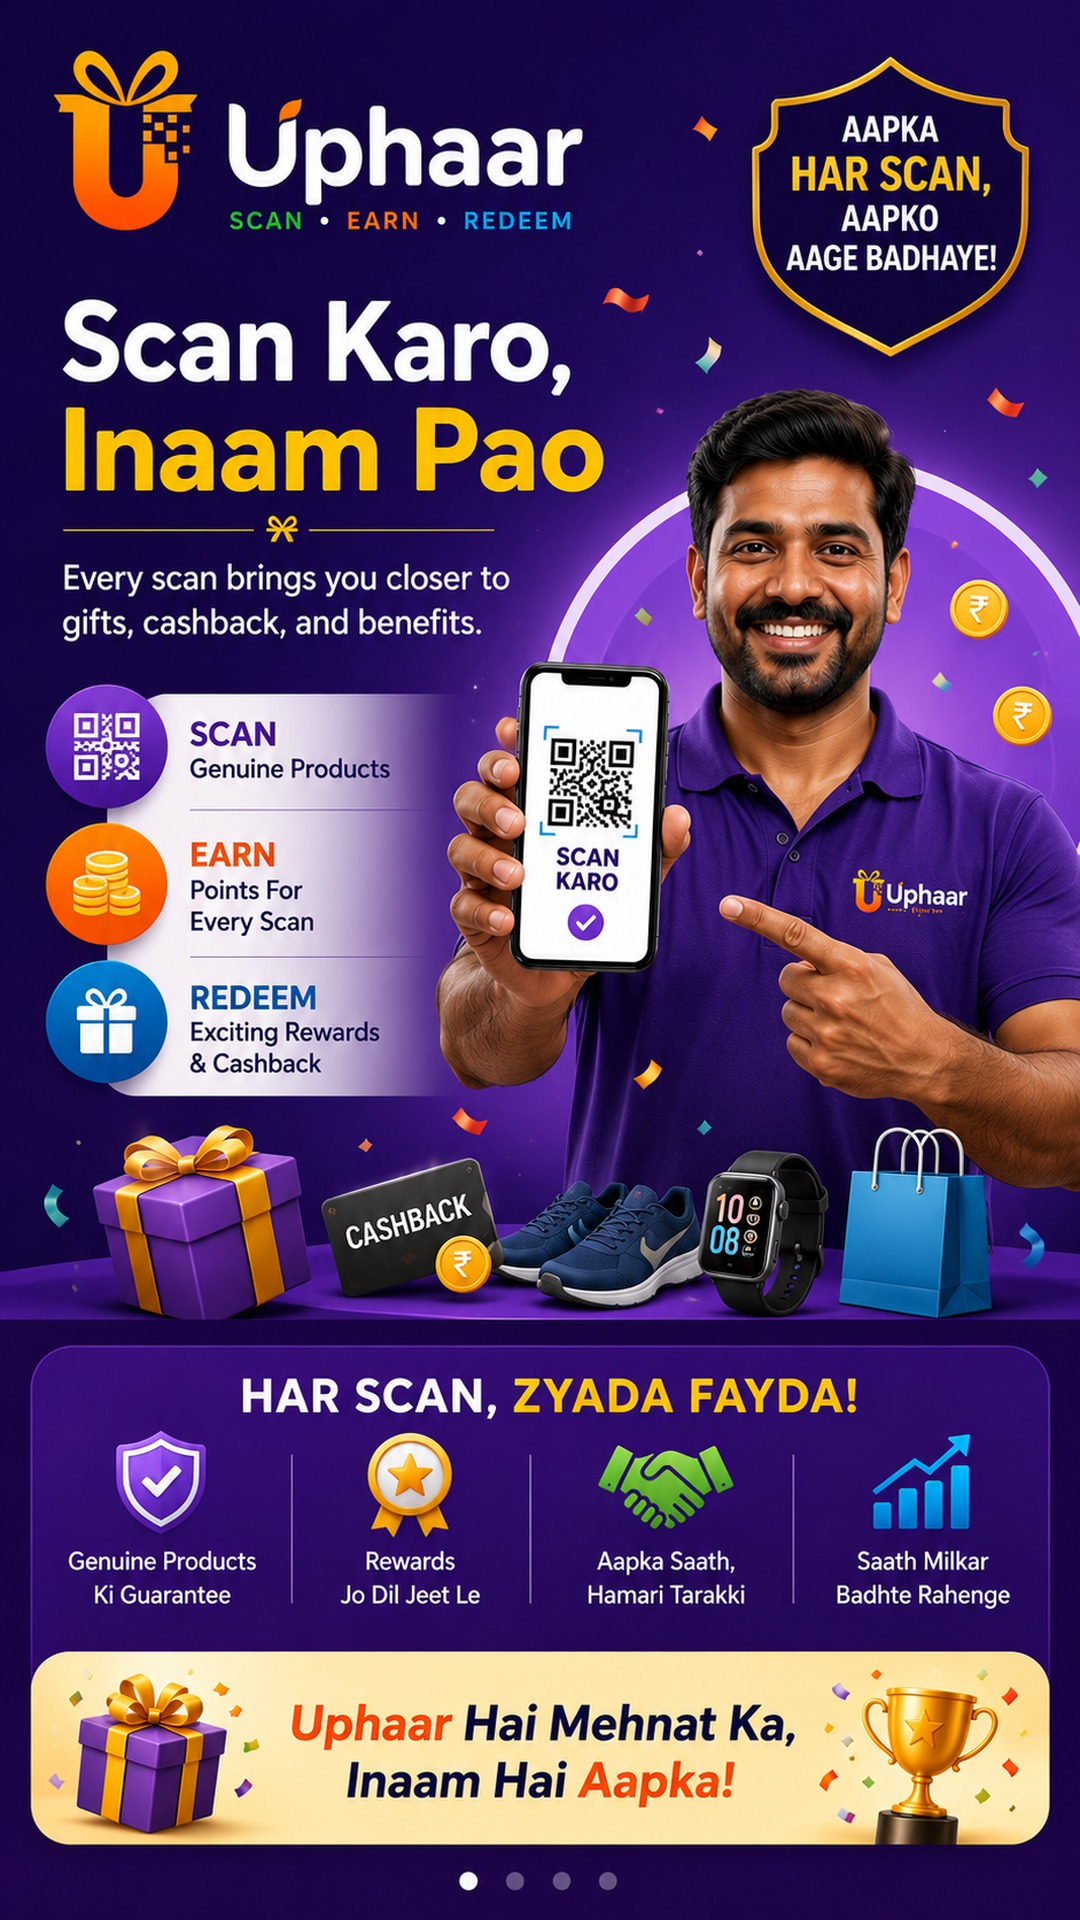 Uphaar
SCAN • EARN • REDEEM
AAPKA
HAR SCAN,
AAPKO
AAGE BADHAYE!
Scan Karo,
Inaam Pao
Every scan brings you closer to
gifts, cashback, and benefits.
SCAN
Genuine Products
EARN
Points For
Every Scan
REDEEM
Exciting Rewards
& Cashback
SCAN
KARO
Uphaar
CASHBACK
₹
₹
₹
10
08
HAR SCAN, ZYADA FAYDA!
Genuine Products
Ki Guarantee
Rewards
Jo Dil Jeet Le
Aapka Saath,
Hamari Tarakki
Saath Milkar
Badhte Rahenge
Uphaar Hai Mehnat Ka,
Inaam Hai Aapka!